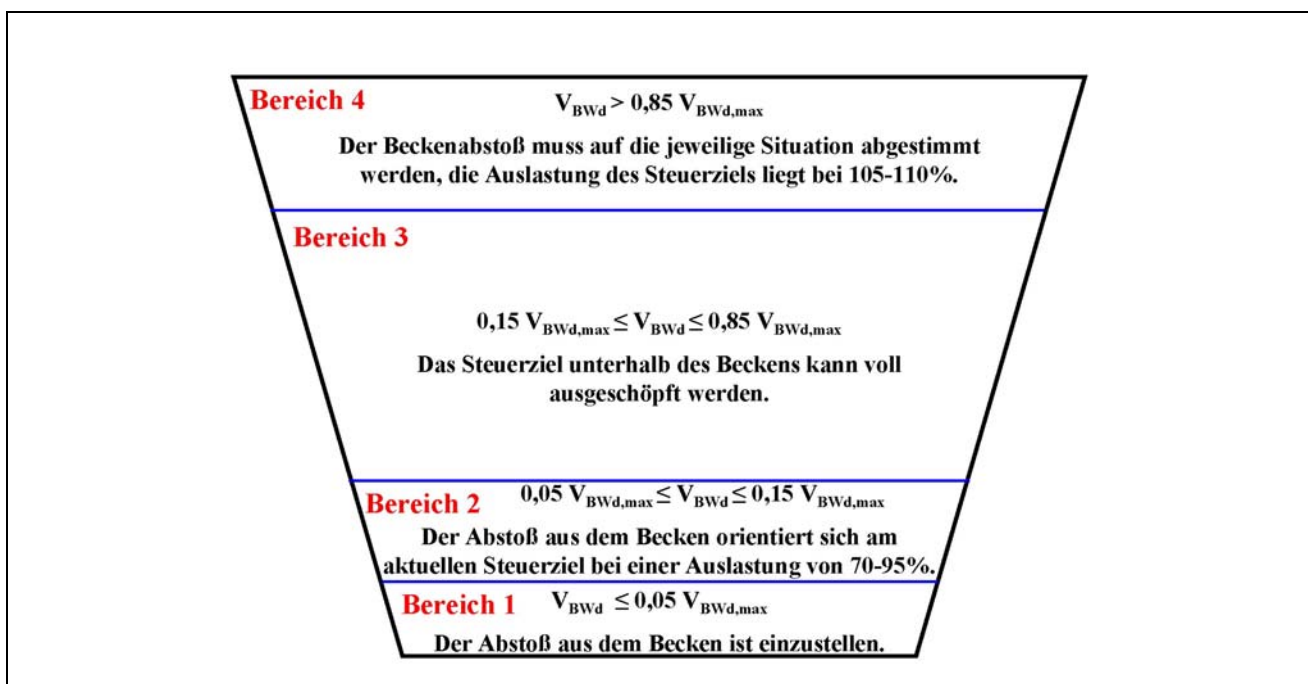 Bereich 4
V_BWd > 0,85 V_BWd,max
Der Beckenabstoß muss auf die jeweilige Situation abgestimmt
werden, die Auslastung des Steuerziels liegt bei 105-110%.
Bereich 3
0,15 V_BWd,max ≤ V_BWd ≤ 0,85 V_BWd,max
Das Steuerziel unterhalb des Beckens kann voll
ausgeschöpft werden.
Bereich 2
0,05 V_BWd,max ≤ V_BWd ≤ 0,15 V_BWd,max
Der Abstoß aus dem Becken orientiert sich am
aktuellen Steuerziel bei einer Auslastung von 70-95%.
Bereich 1
V_BWd ≤ 0,05 V_BWd,max
Der Abstoß aus dem Becken ist einzustellen.